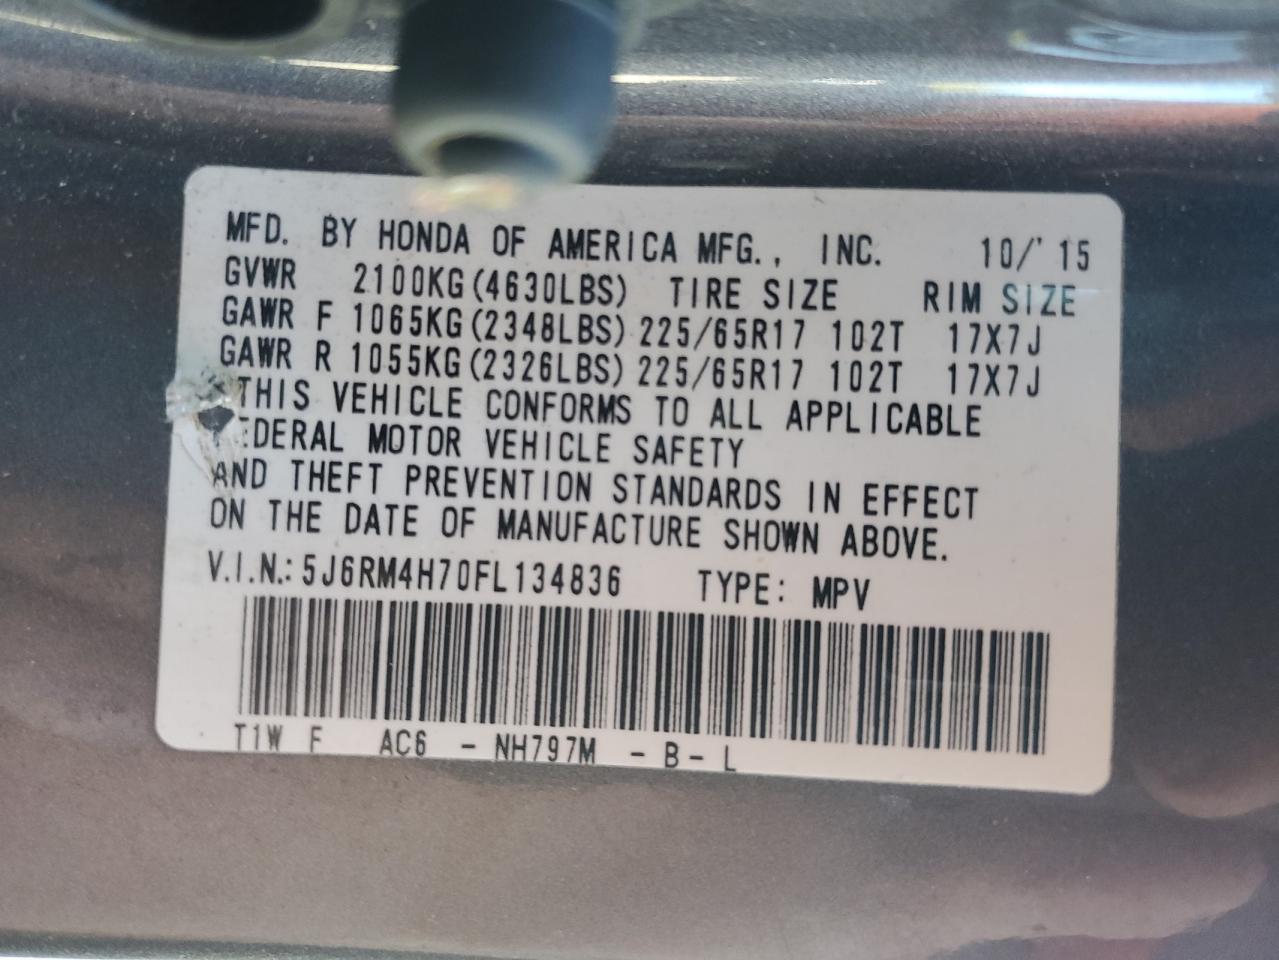 MFD. BY HONDA OF AMERICA MFG., INC. 10/'15
GVWR 2100KG(4630LBS) TIRE SIZE RIM SIZE
GAWR F 1065KG(2348LBS) 225/65R17 102T 17X7J
GAWR R 1055KG(2326LBS) 225/65R17 102T 17X7J
THIS VEHICLE CONFORMS TO ALL APPLICABLE
FEDERAL MOTOR VEHICLE SAFETY
AND THEFT PREVENTION STANDARDS IN EFFECT
ON THE DATE OF MANUFACTURE SHOWN ABOVE.
V.I.N.: 5J6RM4H70FL134836 TYPE: MPV
T1W F AC6 - NH797M - B - L